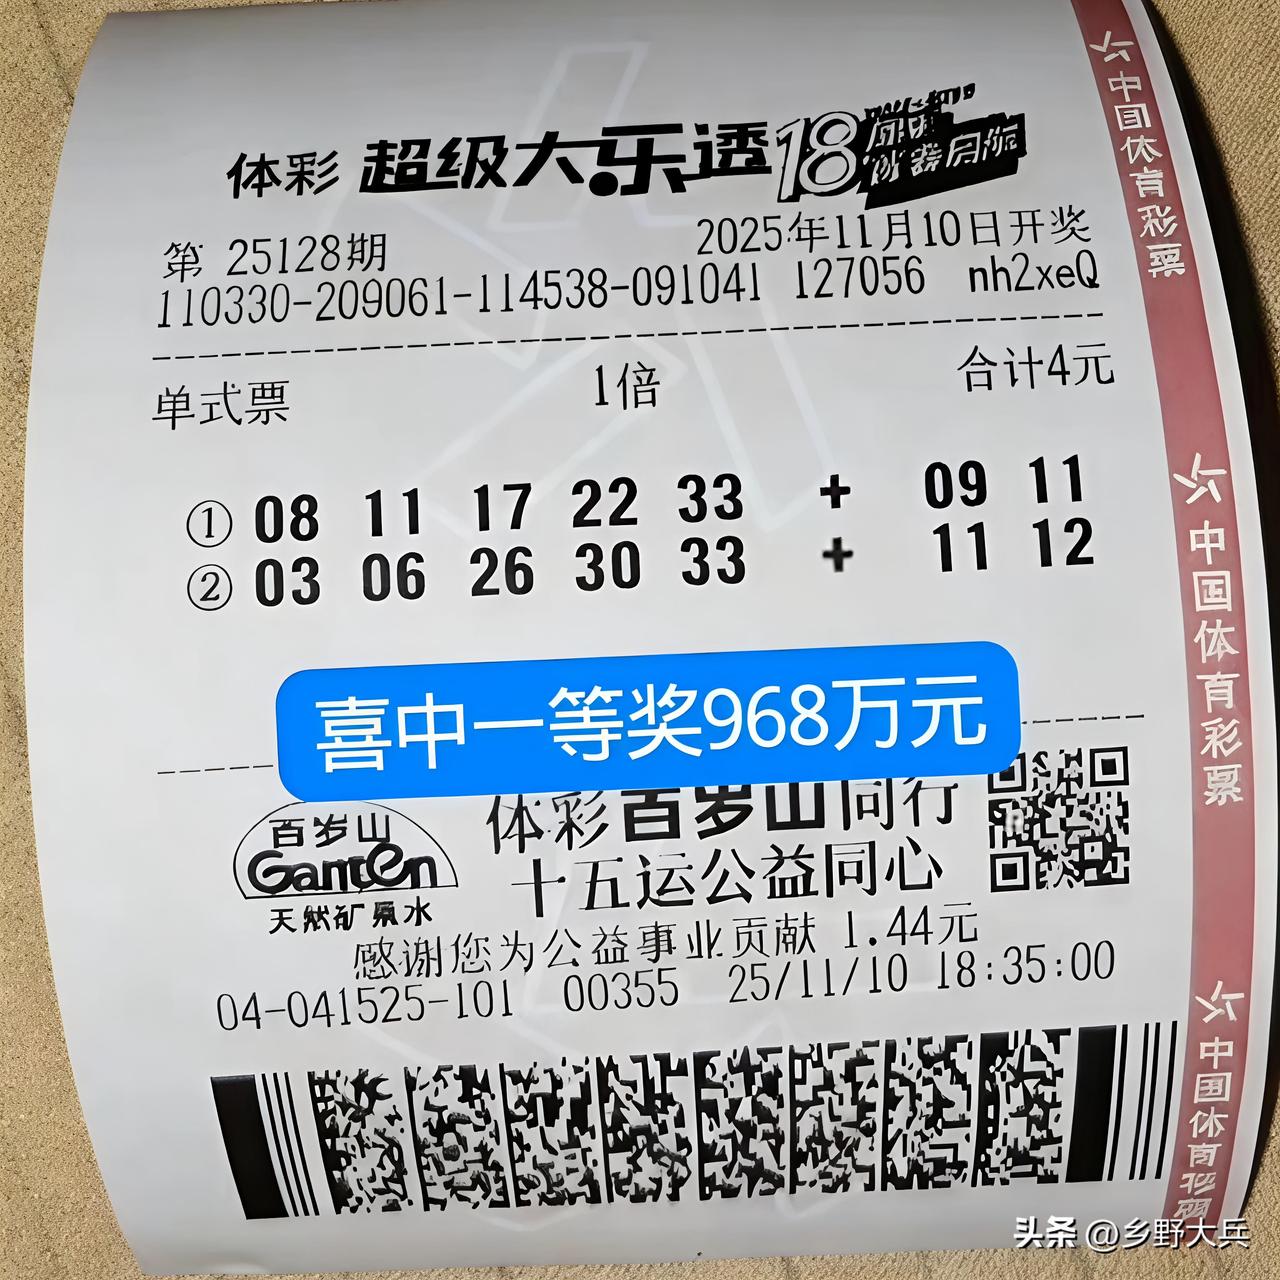 体彩 超级大乐透 18
第 25128期 2025年11月10日开奖
110330-209061-114538-091041 127056 nh2xeQ
单式票 1倍 合计4元
① 08 11 17 22 33 + 09 11
② 03 06 26 30 33 + 11 12
喜中一等奖968万元
百岁山
Ganten
天然矿泉水
体彩百岁山同行
十五运公益同心
感谢您为公益事业贡献 1.44元
04-041525-101 00355 25/11/10 18:35:00
中国体育彩票
中国体育彩票
中国体育彩票
头条 @乡野大兵